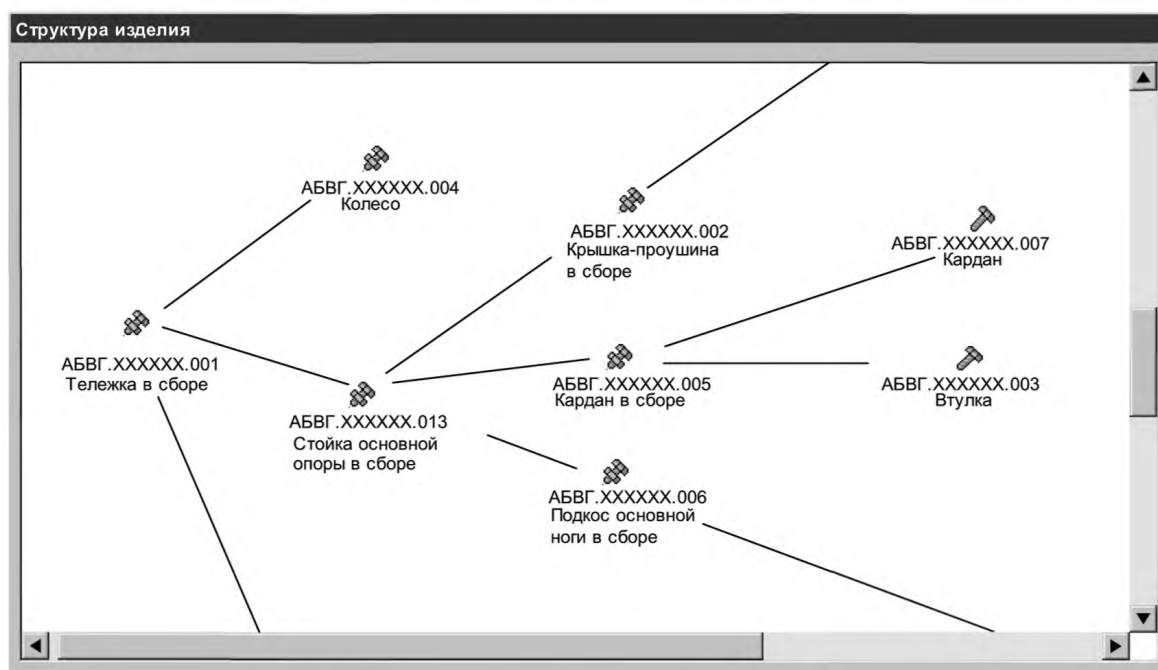 Структура изделия
АБВГ.XXXXXX.004
Колесо
АБВГ.XXXXXX.002
Крышка-проушина
в сборе
АБВГ.XXXXXX.007
Кардан
АБВГ.XXXXXX.001
Тележка в сборе
АБВГ.XXXXXX.005
Кардан в сборе
АБВГ.XXXXXX.003
Втулка
АБВГ.XXXXXX.013
Стойка основной
опоры в сборе
АБВГ.XXXXXX.006
Подкос основной
ноги в сборе